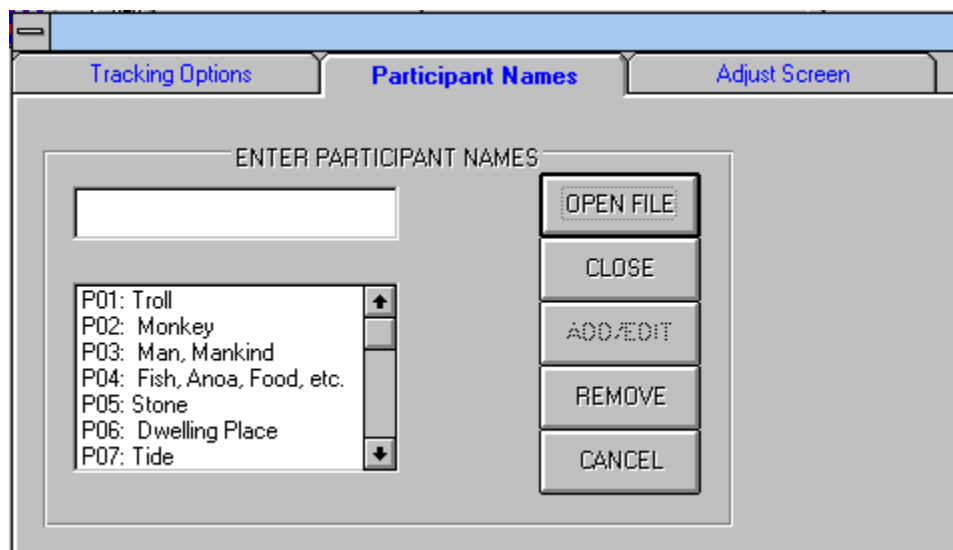 Tracking Options
Participant Names
Adjust Screen
ENTER PARTICIPANT NAMES
OPEN FILE
CLOSE
ADD/EDIT
REMOVE
CANCEL
P01: Troll
P02: Monkey
P03: Man, Mankind
P04: Fish, Anoa, Food, etc.
P05: Stone
P06: Dwelling Place
P07: Tide